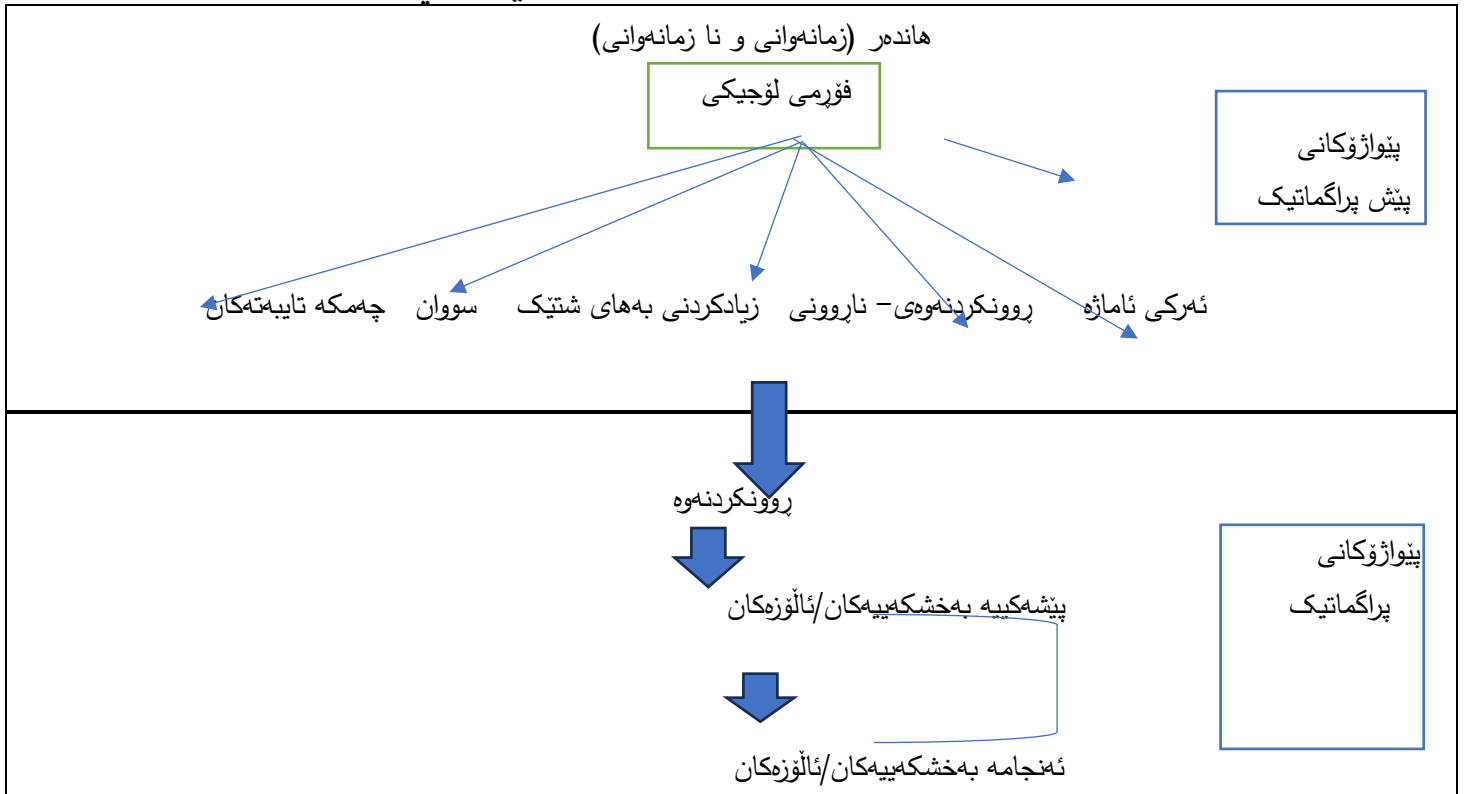 هاندەر (زمانەوانی و نا زمانەوانی)
فۆڕمی لۆجیکی
پێواژۆکانی
پێش پراگماتیک
ئەرکی ئاماژە ڕوونکردنەوەی- ناڕوونی زیادکردنی بەهای شتێک سووان چەمکە تایبەتەکان
ڕوونکردنەوە
پێواژۆکانی
پراگماتیک
پێشەکییە بەخشکەییەکان/ئاڵۆزەکان
ئەنجامە بەخشکەییەکان/ئاڵۆزەکان